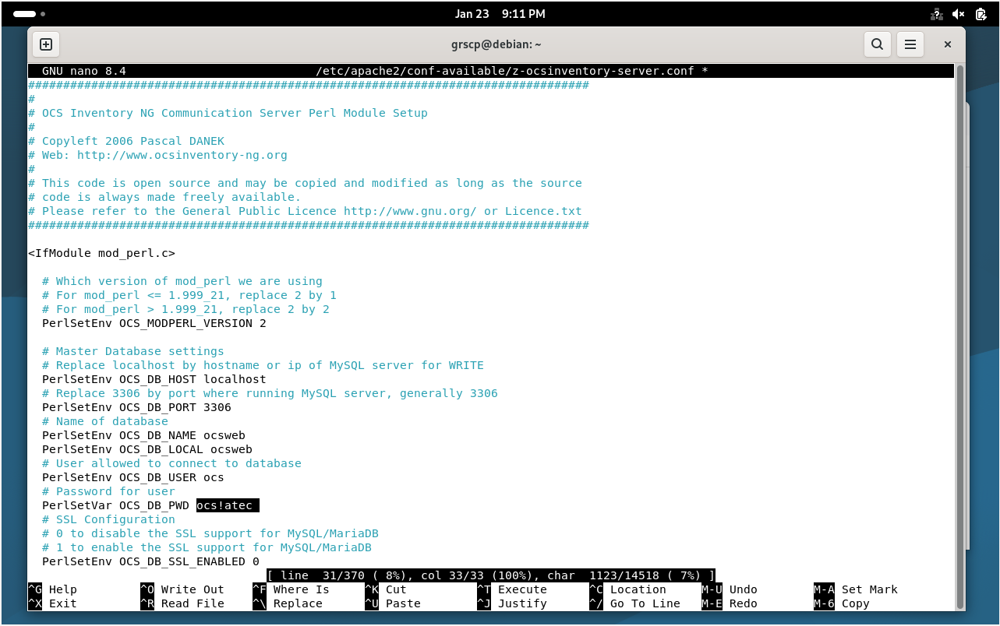 Jan 23 9:11 PM
grscp@debian: ~
GNU nano 8.4 /etc/apache2/conf-available/z-ocsinventory-server.conf *
################################################################################
#
# OCS Inventory NG Communication Server Perl Module Setup
#
# Copyleft 2006 Pascal DANEK
# Web: http://www.ocsinventory-ng.org
#
# This code is open source and may be copied and modified as long as the source
# code is always made freely available.
# Please refer to the General Public Licence http://www.gnu.org/ or Licence.txt
################################################################################
<IfModule mod_perl.c>
# Which version of mod_perl we are using
# For mod_perl <= 1.999_21, replace 2 by 1
# For mod_perl > 1.999_21, replace 2 by 2
PerlSetEnv OCS_MODPERL_VERSION 2
# Master Database settings
# Replace localhost by hostname or ip of MySQL server for WRITE
PerlSetEnv OCS_DB_HOST localhost
# Replace 3306 by port where running MySQL server, generally 3306
PerlSetEnv OCS_DB_PORT 3306
# Name of database
PerlSetEnv OCS_DB_NAME ocsweb
PerlSetEnv OCS_DB_LOCAL ocsweb
# User allowed to connect to database
PerlSetEnv OCS_DB_USER ocs
# Password for user
PerlSetVar OCS_DB_PWD ocs!atec
# SSL Configuration
# 0 to disable the SSL support for MySQL/MariaDB
# 1 to enable the SSL support for MySQL/MariaDB
PerlSetEnv OCS_DB_SSL_ENABLED 0
[ line 31/370 ( 8%), col 33/33 (100%), char 1123/14518 ( 7%) ]
^G Help ^O Write Out ^F Where Is ^K Cut ^T Execute ^C Location M-U Undo M-A Set Mark
^X Exit ^R Read File ^\ Replace ^U Paste ^J Justify ^/ Go To Line M-E Redo M-6 Copy